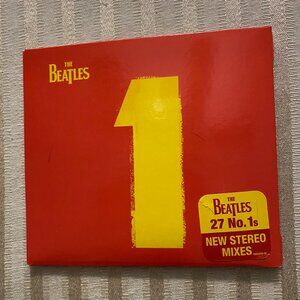 THE
BEATLES
1
THE
BEATLES
27 No.1s
NEW STEREO
MIXES